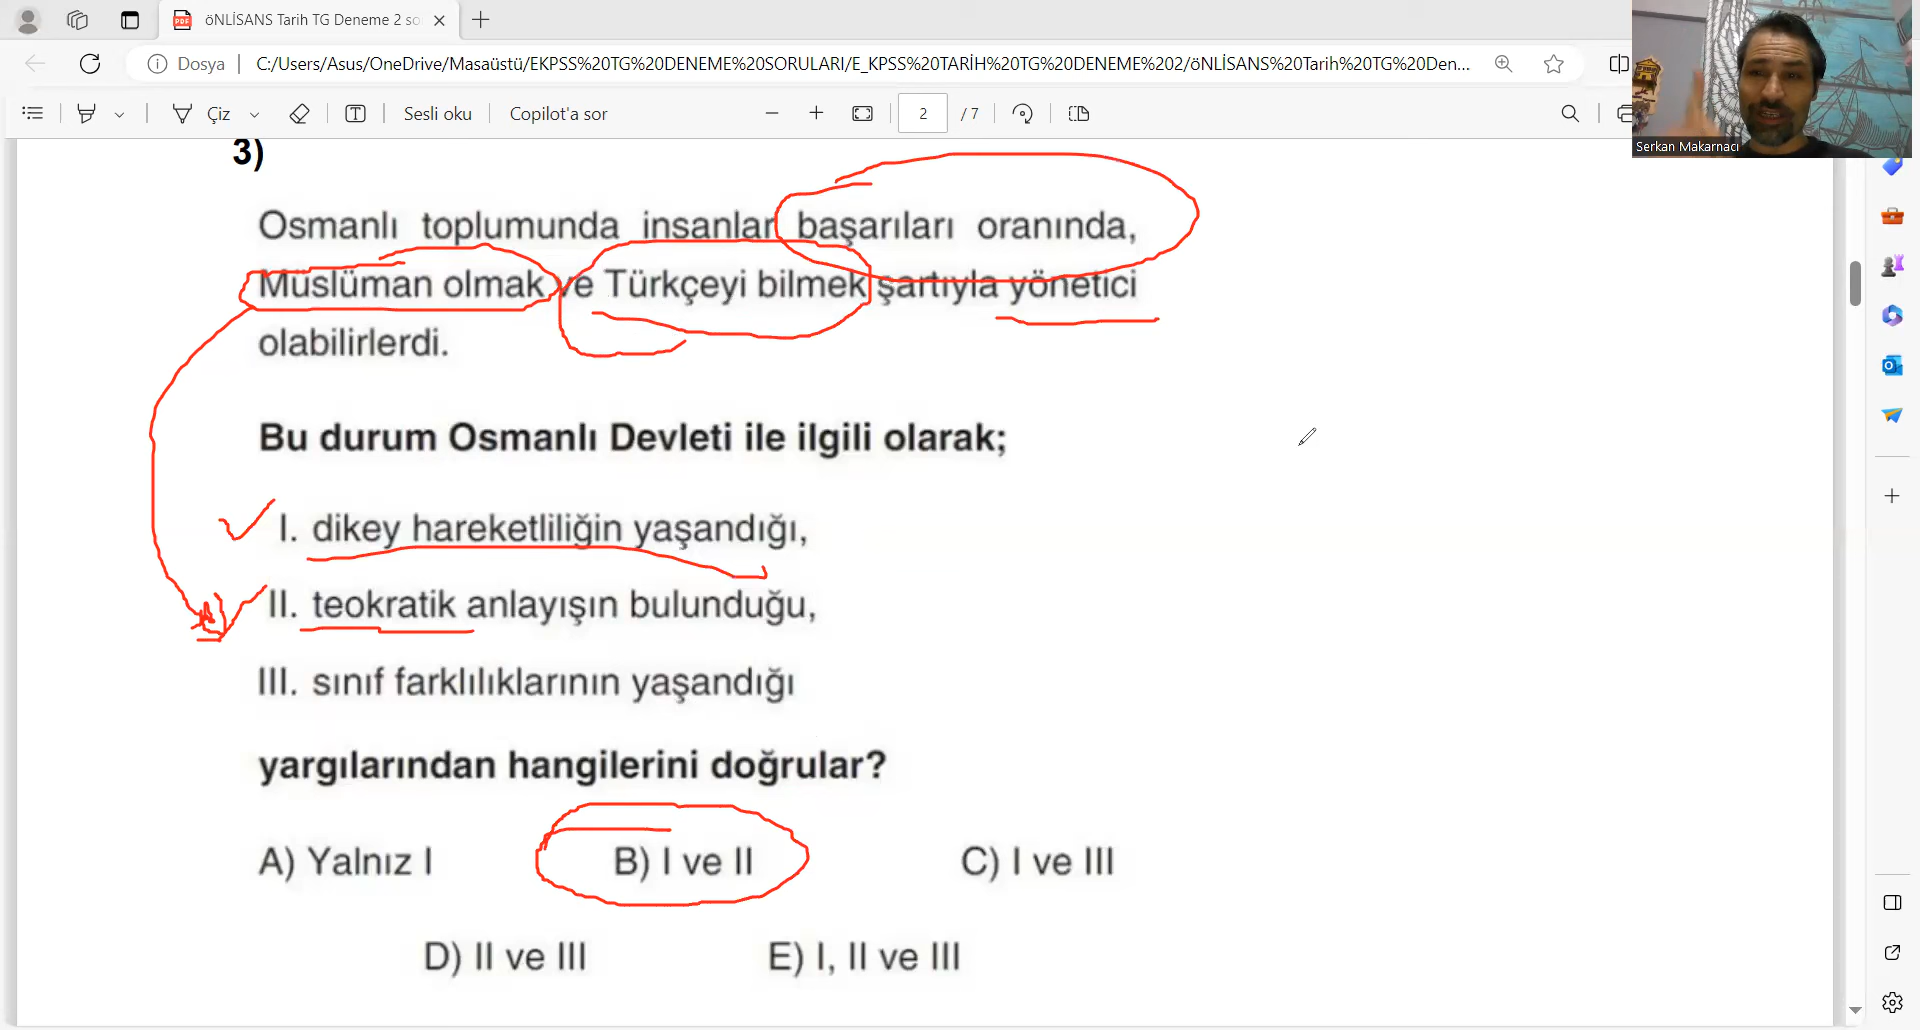 öNLİSANS Tarih TG Deneme 2 so
Dosya
C:/Users/Asus/OneDrive/Masaüstü/EKPSS%20TG%20DENEME%20SORULARI/E_KPSS%20TARİH%20TG%20DENEME%202/öNLİSANS%20Tarih%20TG%20Den...
Çiz
Sesli oku
Copilot'a sor
2 / 7
Serkan Makarnacı
3)
Osmanlı toplumunda insanlar başarıları oranında,
Müslüman olmak ve Türkçeyi bilmek şartıyla yönetici
olabilirlerdi.
Bu durum Osmanlı Devleti ile ilgili olarak;
I. dikey hareketliliğin yaşandığı,
II. teokratik anlayışın bulunduğu,
III. sınıf farklılıklarının yaşandığı
yargılarından hangilerini doğrular?
A) Yalnız I B) I ve II C) I ve III
D) II ve III E) I, II ve III